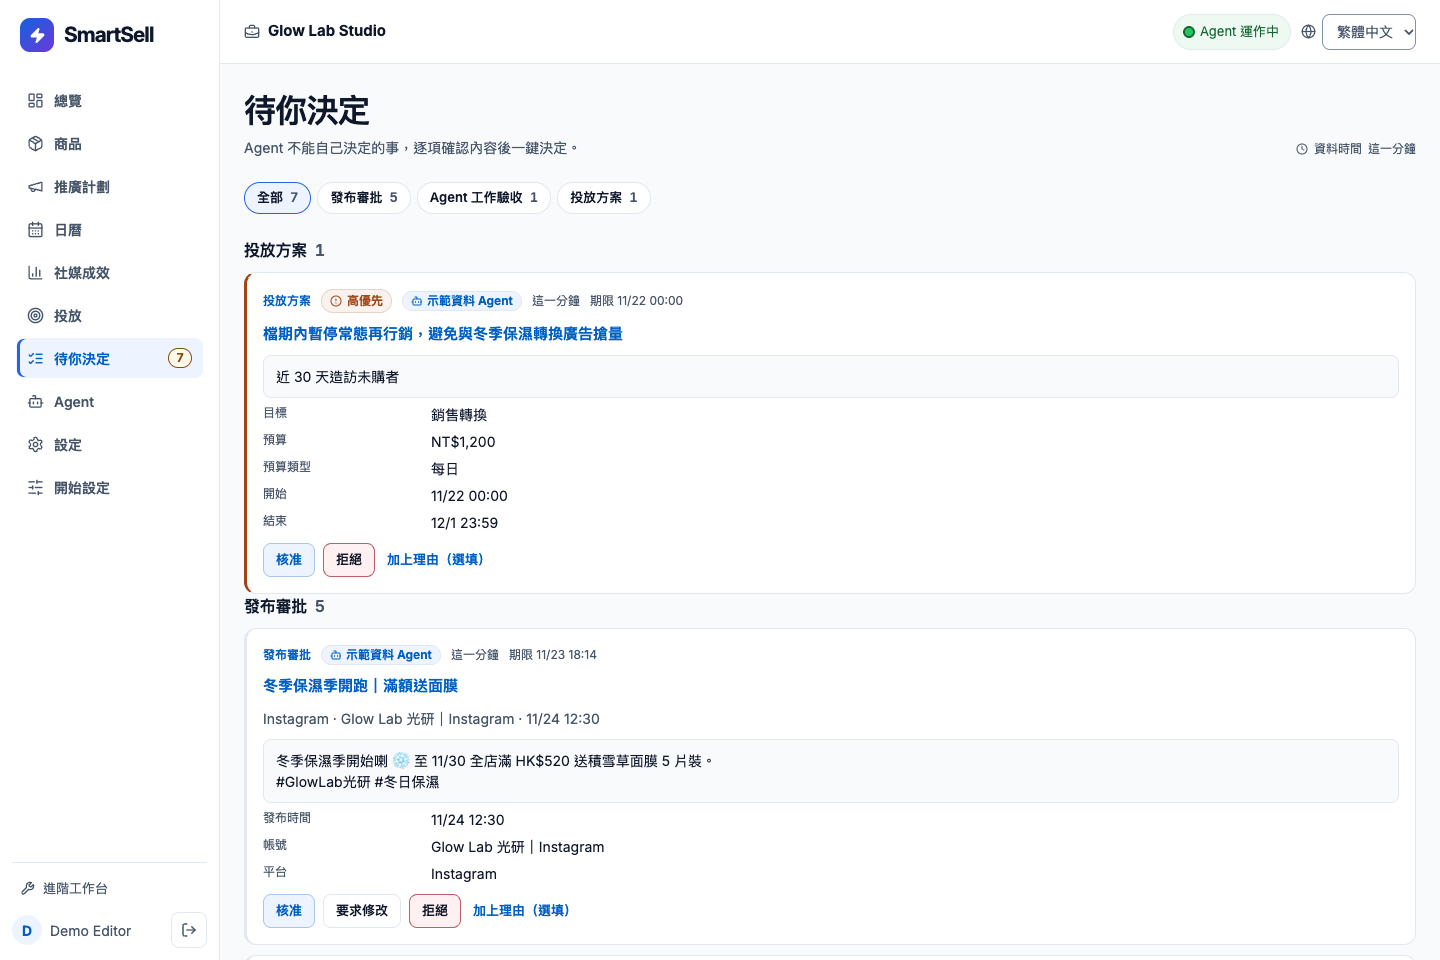 SmartSell
Glow Lab Studio
Agent 運作中
繁體中文
總覽
商品
推廣計劃
日曆
社媒成效
投放
待你決定 7
Agent
設定
開始設定
進階工作台
D Demo Editor
待你決定
Agent 不能自己決定的事，逐項確認內容後一鍵決定。
資料時間 這一分鐘
全部 7 發布審批 5 Agent 工作驗收 1 投放方案 1
投放方案 1
投放方案 高優先 示範資料 Agent 這一分鐘 期限 11/22 00:00
檔期內暫停常態再行銷，避免與冬季保濕轉換廣告搶量
近 30 天造訪未購者
目標 銷售轉換
預算 NT$1,200
預算類型 每日
開始 11/22 00:00
結束 12/1 23:59
核准 拒絕 加上理由（選填）
發布審批 5
發布審批 示範資料 Agent 這一分鐘 期限 11/23 18:14
冬季保濕季開跑｜滿額送面膜
Instagram · Glow Lab 光研｜Instagram · 11/24 12:30
冬季保濕季開始喇 ❄️ 至 11/30 全店滿 HK$520 送積雪草面膜 5 片裝。
#GlowLab光研 #冬日保濕
發布時間 11/24 12:30
帳號 Glow Lab 光研｜Instagram
平台 Instagram
核准 要求修改 拒絕 加上理由（選填）